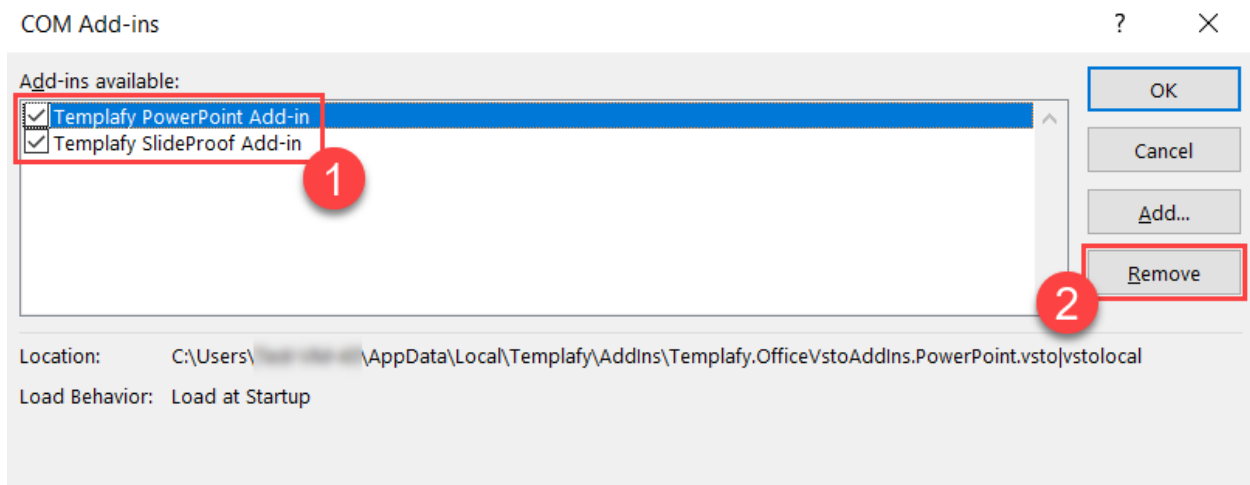 COM Add-ins
?
Add-ins available:
Templafy PowerPoint Add-in
Templafy SlideProof Add-in
1
OK
Cancel
Add...
Remove
2
Location: C:\Users\ \AppData\Local\Templafy\AddIns\Templafy.OfficeVstoAddIns.PowerPoint.vsto|vstolocal
Load Behavior: Load at Startup